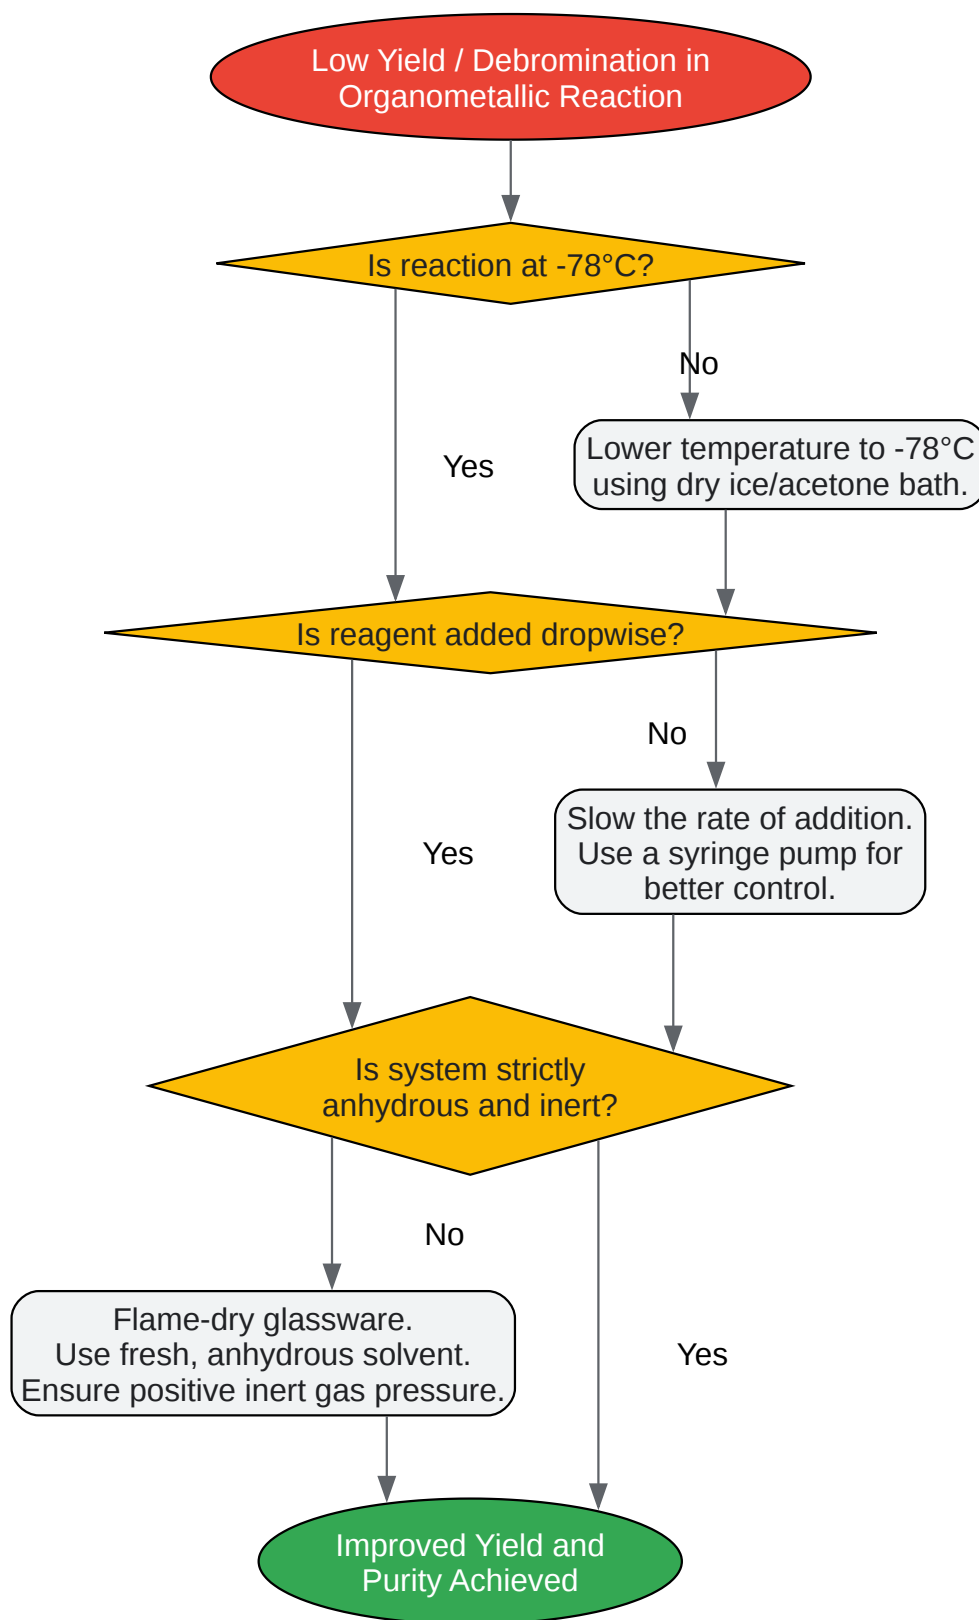 Low Yield / Debromination in
Organometallic Reaction
Is reaction at -78°C?
No
Yes
Lower temperature to -78°C
using dry ice/acetone bath.
Is reagent added dropwise?
No
Yes
Slow the rate of addition.
Use a syringe pump for
better control.
Is system strictly
anhydrous and inert?
No
Yes
Flame-dry glassware.
Use fresh, anhydrous solvent.
Ensure positive inert gas pressure.
Improved Yield and
Purity Achieved